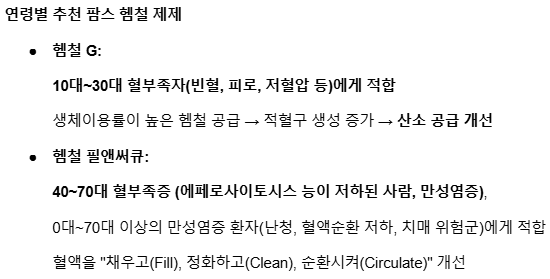 연령별 추천 팜스 헴철 제제
● 헴철 G:
10대~30대 혈부족자(빈혈, 피로, 저혈압 등)에게 적합
생체이용률이 높은 헴철 공급 → 적혈구 생성 증가 → 산소 공급 개선
● 헴철 필앤써큐:
40~70대 혈부족증 (에페로사이토시스 능이 저하된 사람, 만성염증),
0대~70대 이상의 만성염증 환자(난청, 혈액순환 저하, 치매 위험군)에게 적합
혈액을 "채우고(Fill), 정화하고(Clean), 순환시켜(Circulate)" 개선